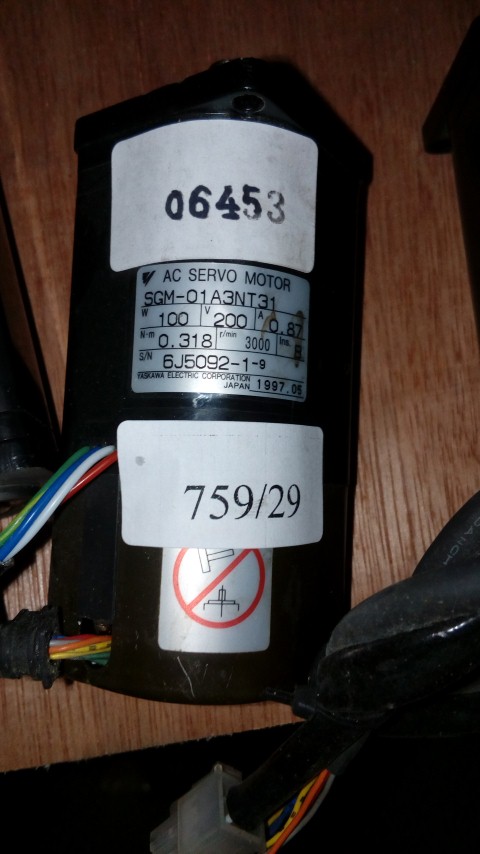 06453
AC SERVO MOTOR
SGM-01A3NT31
W 100 V 200 A 0.87
N·m 0.318 r/min 3000 Ins. B
S/N 6J5092-1-9
YASKAWA ELECTRIC CORPORATION
JAPAN 1997.05
759/29